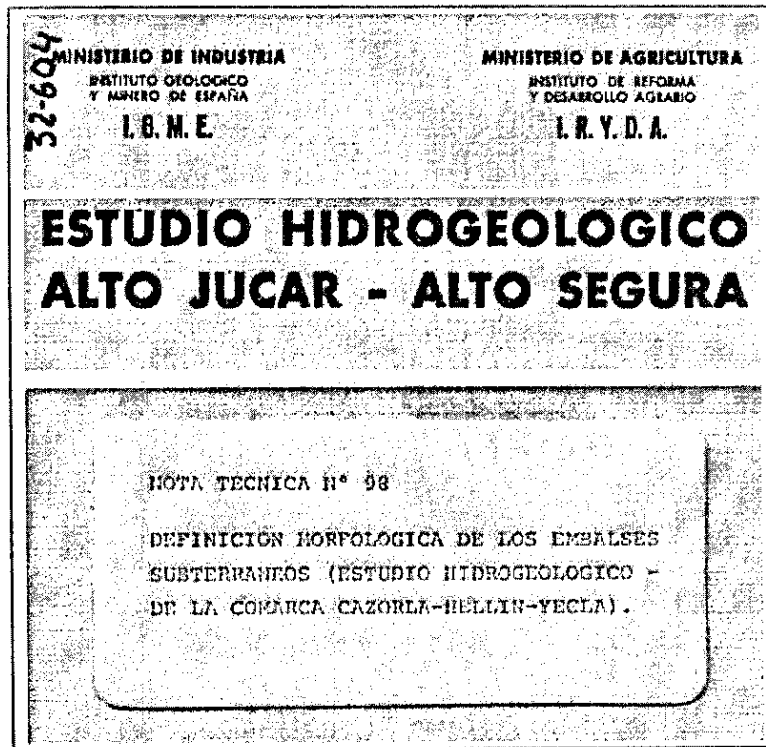 32-604
MINISTERIO DE INDUSTRIA
INSTITUTO GEOLOGICO
Y MINERO DE ESPAÑA
I. G. M. E.
MINISTERIO DE AGRICULTURA
INSTITUTO DE REFORMA
Y DESARROLLO AGRARIO
I. R. Y. D. A.
ESTUDIO HIDROGEOLOGICO
ALTO JUCAR - ALTO SEGURA
NOTA TECNICA Nº 98
DEFINICION MORFOLOGICA DE LOS EMBALSES
SUBTERRANEOS (ESTUDIO HIDROGEOLOGICO -
DE LA COMARCA CAZORLA-HELLIN-YECLA).